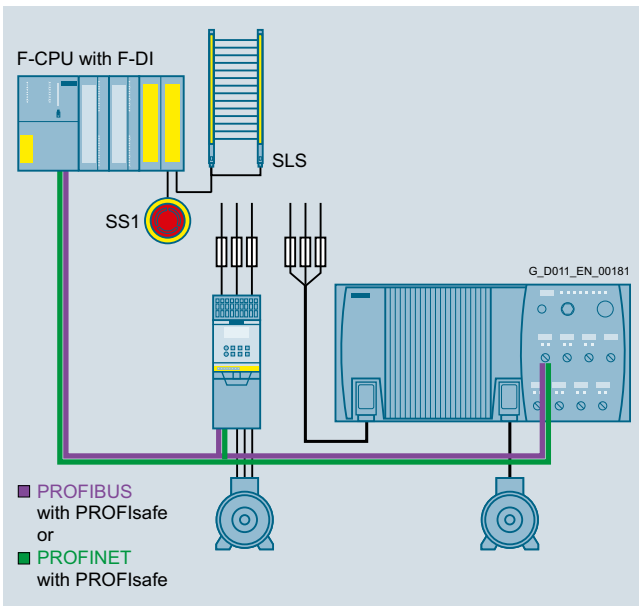 F-CPU with F-DI
SLS
SS1
G_D011_EN_00181
PROFIBUS
with PROFIsafe
or
PROFINET
with PROFIsafe